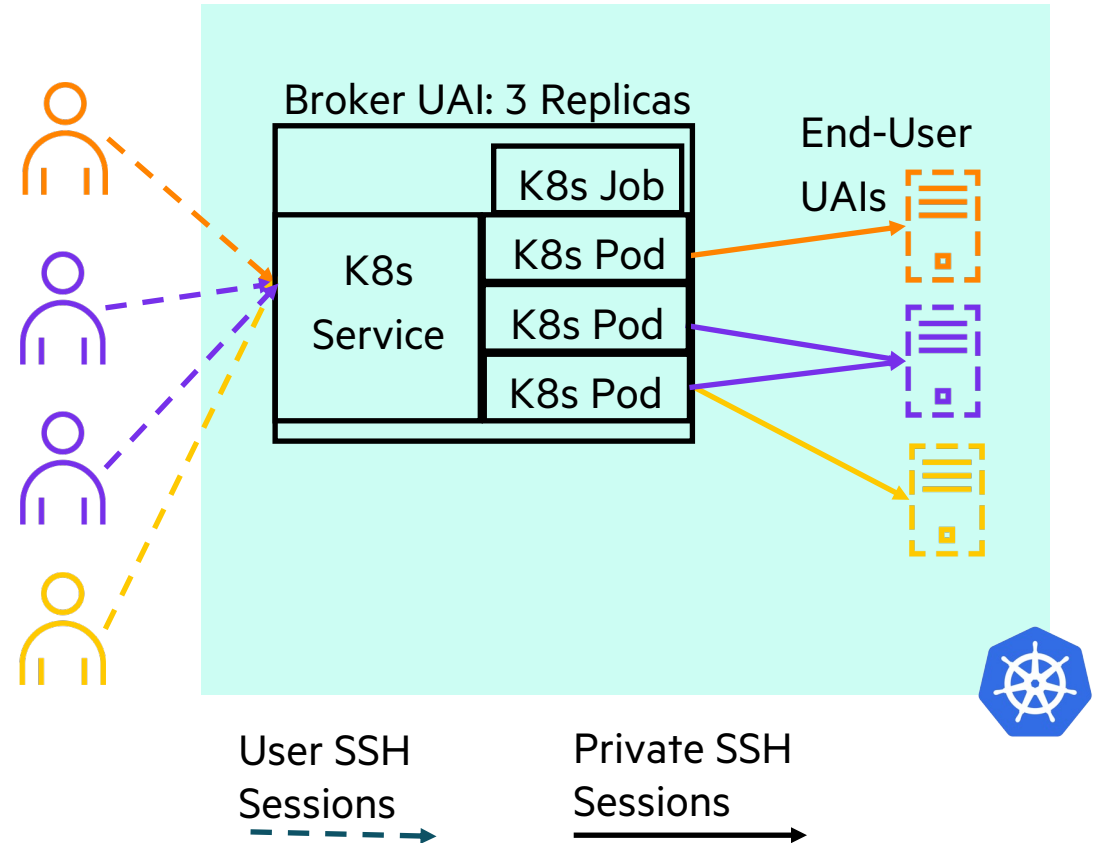 Broker UAI: 3 Replicas
End-User
UAIs
K8s Job
K8s
Service
K8s Pod
K8s Pod
K8s Pod
User SSH
Sessions
Private SSH
Sessions